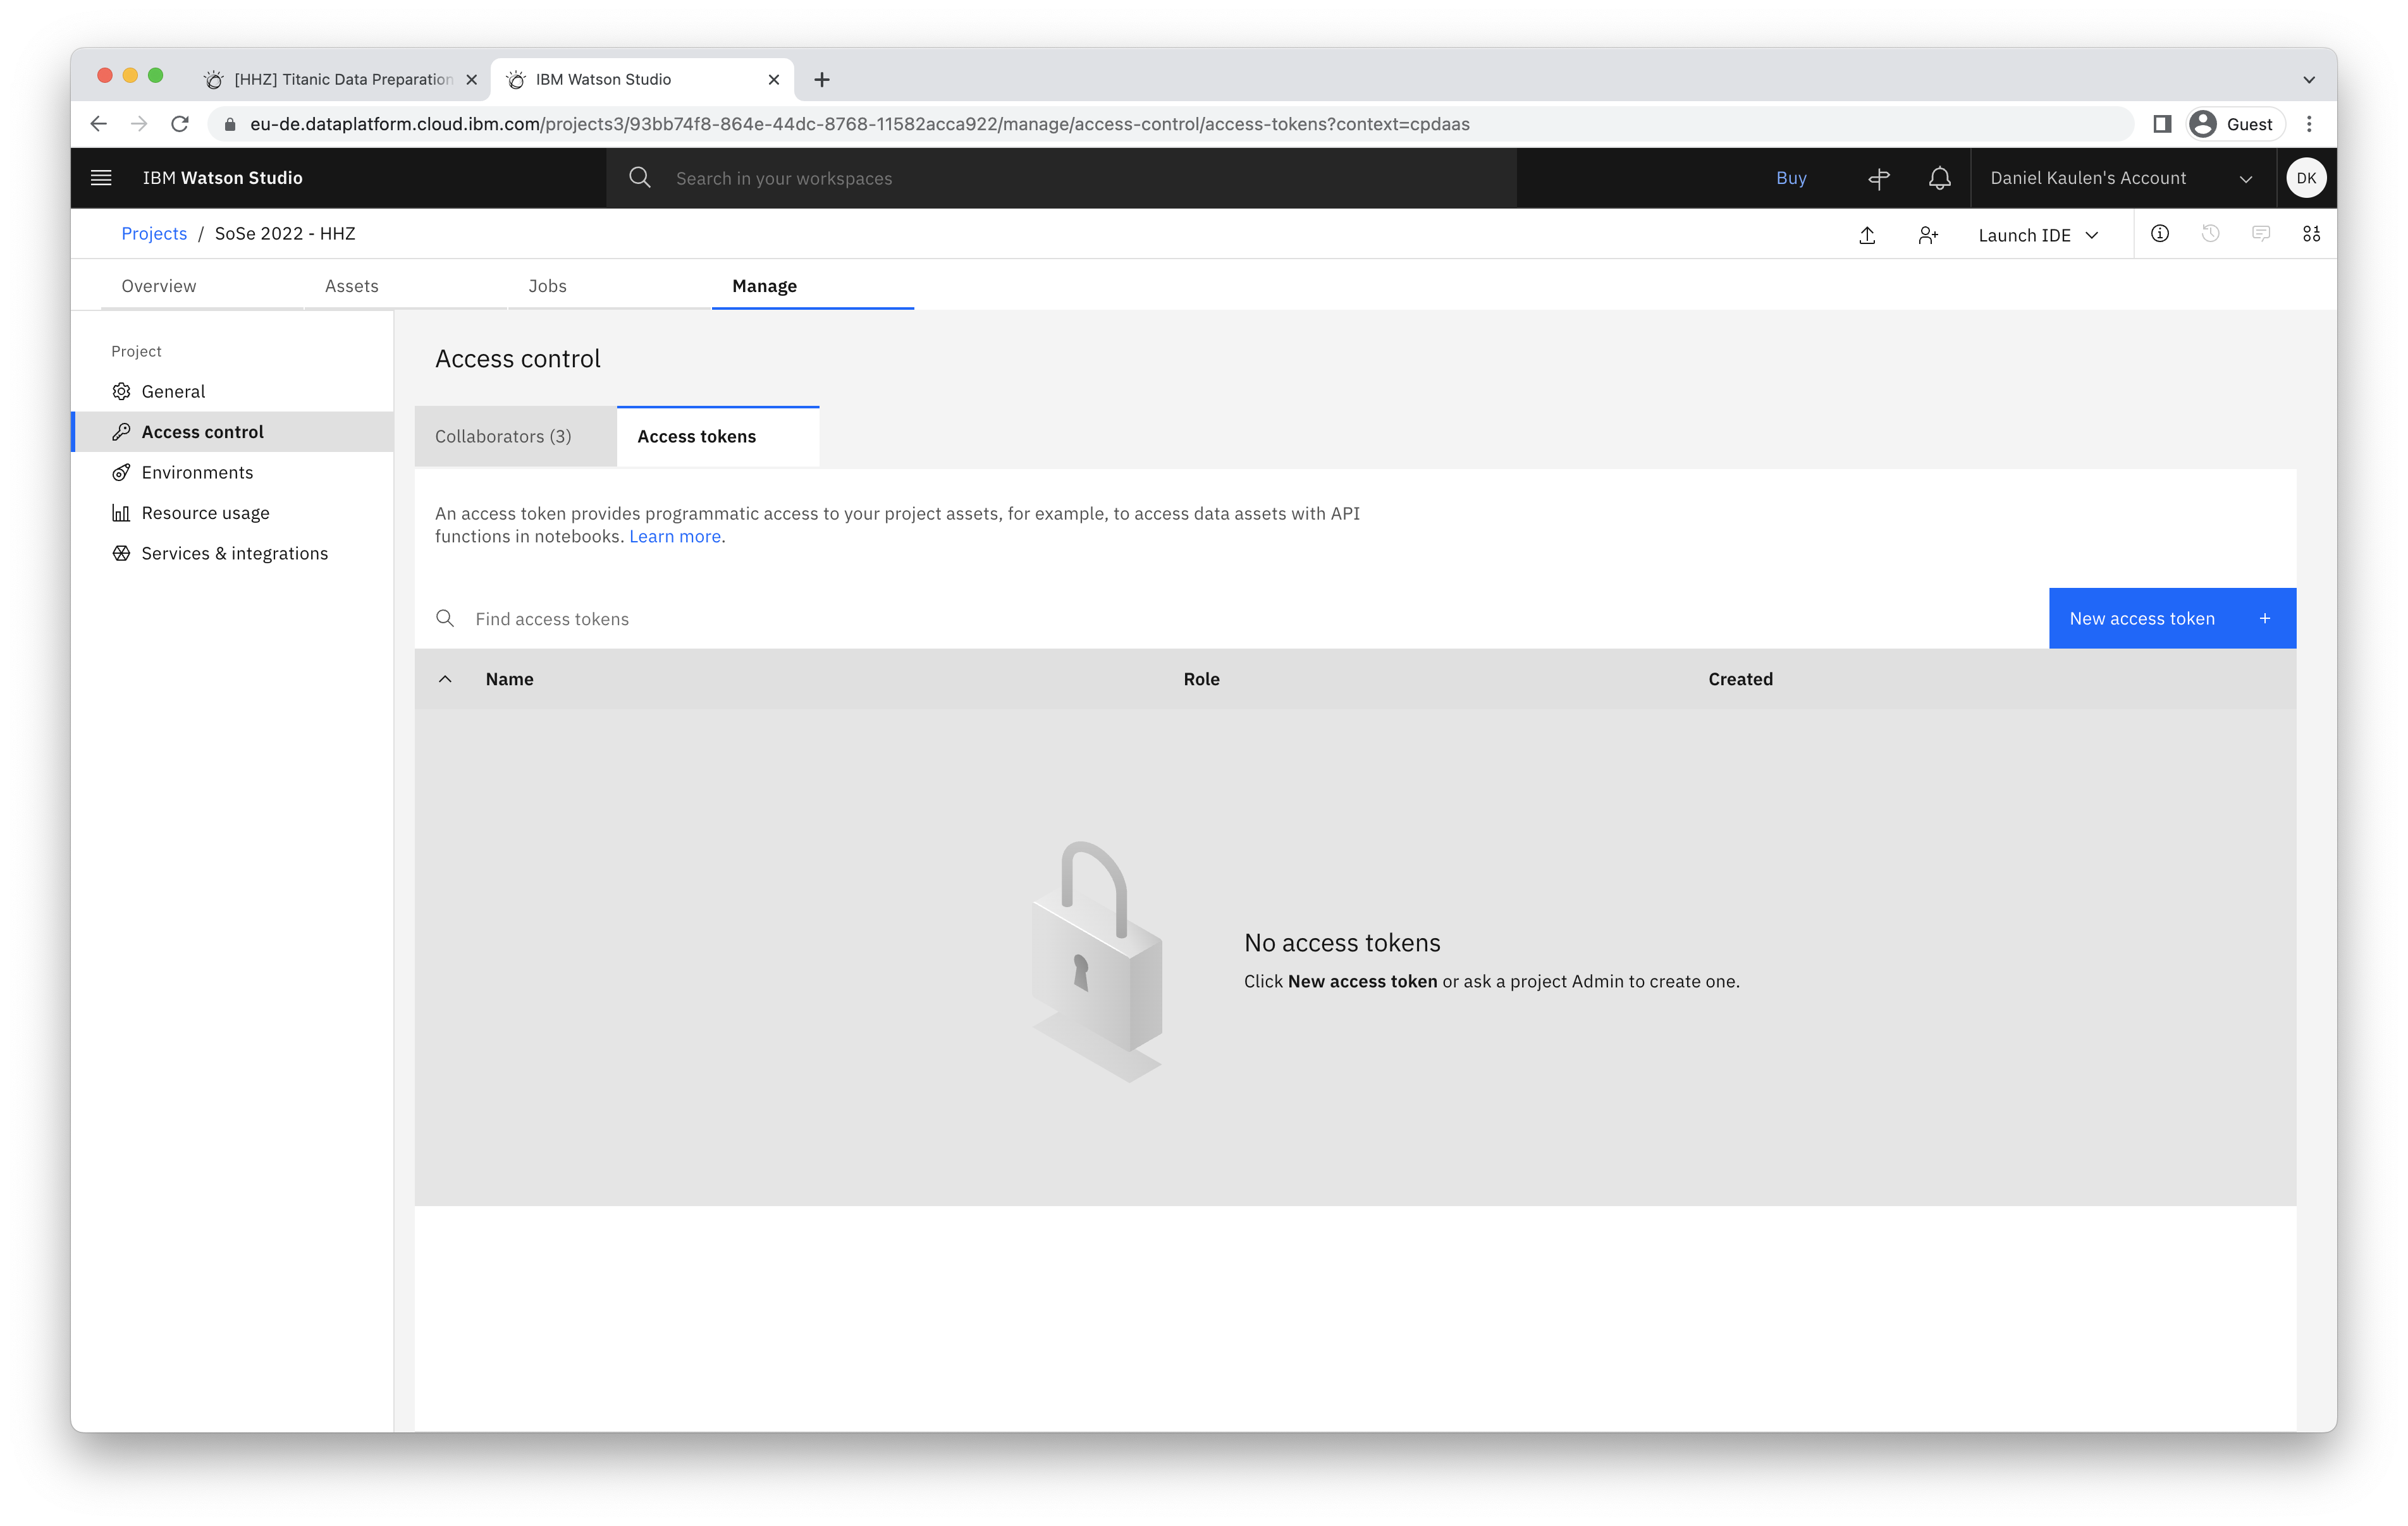 [HHZ] Titanic Data Preparation
IBM Watson Studio
eu-de.dataplatform.cloud.ibm.com/projects3/93bb74f8-864e-44dc-8768-11582acca922/manage/access-control/access-tokens?context=cpdaas
Guest
IBM Watson Studio
Search in your workspaces
Buy
Daniel Kaulen's Account
DK
Projects / SoSe 2022 - HHZ
Launch IDE
Overview
Assets
Jobs
Manage
Project
General
Access control
Environments
Resource usage
Services & integrations
Access control
Collaborators (3)
Access tokens
An access token provides programmatic access to your project assets, for example, to access data assets with API
functions in notebooks. Learn more.
Find access tokens
New access token +
Name
Role
Created
No access tokens
Click New access token or ask a project Admin to create one.